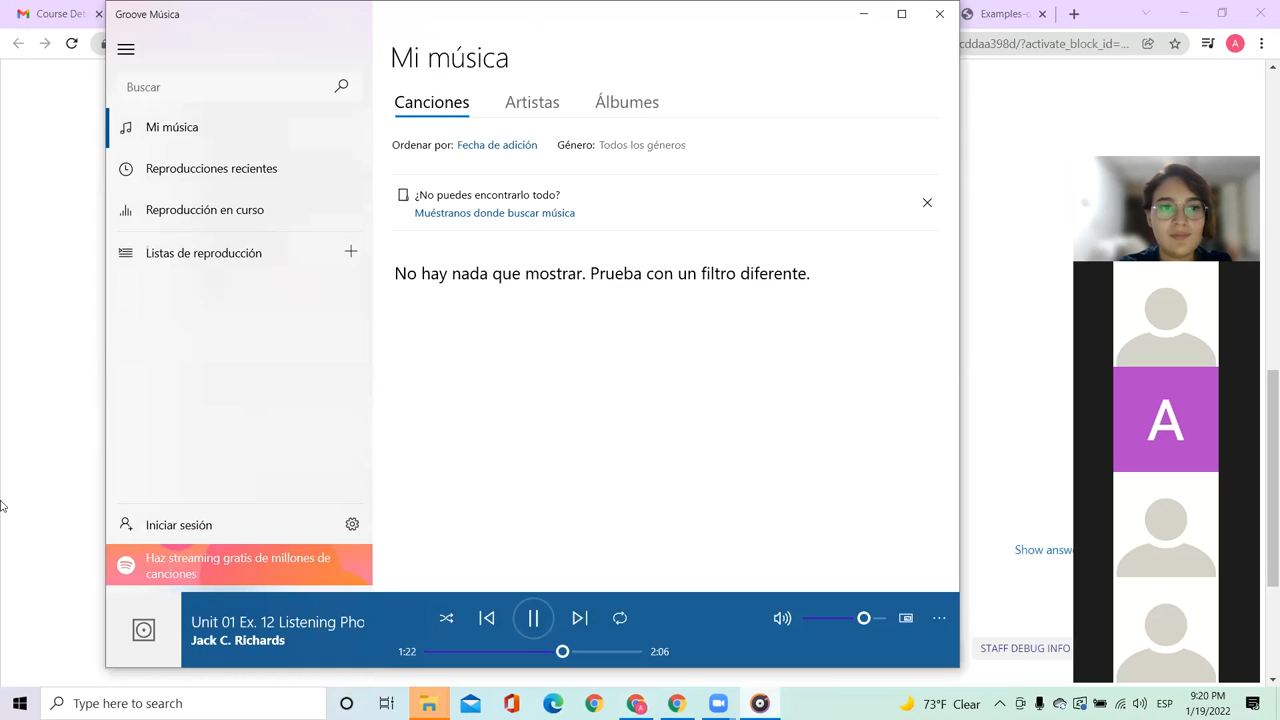 Examples-
cddaa398d/activate_block_id=...
A
Groove Música
Buscar
Mi música
Reproducciones recientes
Reproducción en curso
Listas de reproducción
Iniciar sesión
Haz streaming gratis de millones de
canciones
Mi música
Canciones Artistas Álbumes
Ordenar por: Fecha de adición Género: Todos los géneros
¿No puedes encontrarlo todo?
Muéstranos donde buscar música
No hay nada que mostrar. Prueba con un filtro diferente.
Unit 01 Ex. 12 Listening Pho
Jack C. Richards
1:22 2:06
Show answ
STAFF DEBUG INFO
A
Type here to search
73°F Clear
ESP
9:20 PM
1/19/2022